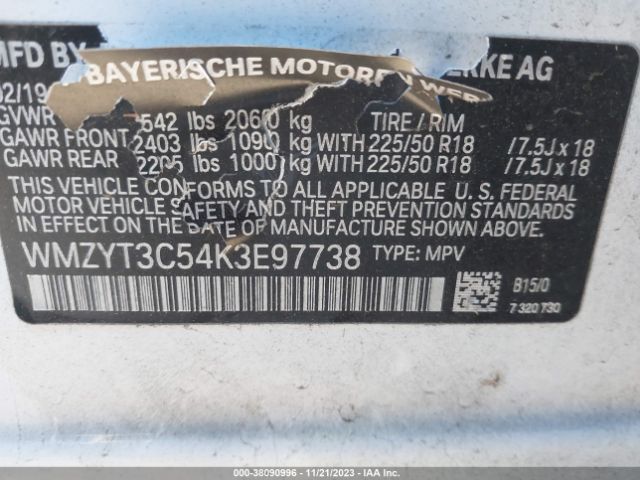 MFD BY BAYERISCHE MOTOREN WERKE AG
02/19
GVWR 542 lbs 2060 kg TIRE / RIM
GAWR FRONT 2403 lbs 1090 kg WITH 225/50 R18 / 7.5J x 18
GAWR REAR 2205 lbs 1000 kg WITH 225/50 R18 / 7.5J x 18
THIS VEHICLE CONFORMS TO ALL APPLICABLE U. S. FEDERAL
MOTOR VEHICLE SAFETY AND THEFT PREVENTION STANDARDS
IN EFFECT ON THE DATE OF MANUFACTURE SHOWN ABOVE.
WMZYT3C54K3E97738 TYPE: MPV
B15/0
7 320 730
000-38090996 - 11/21/2023 - IAA Inc.